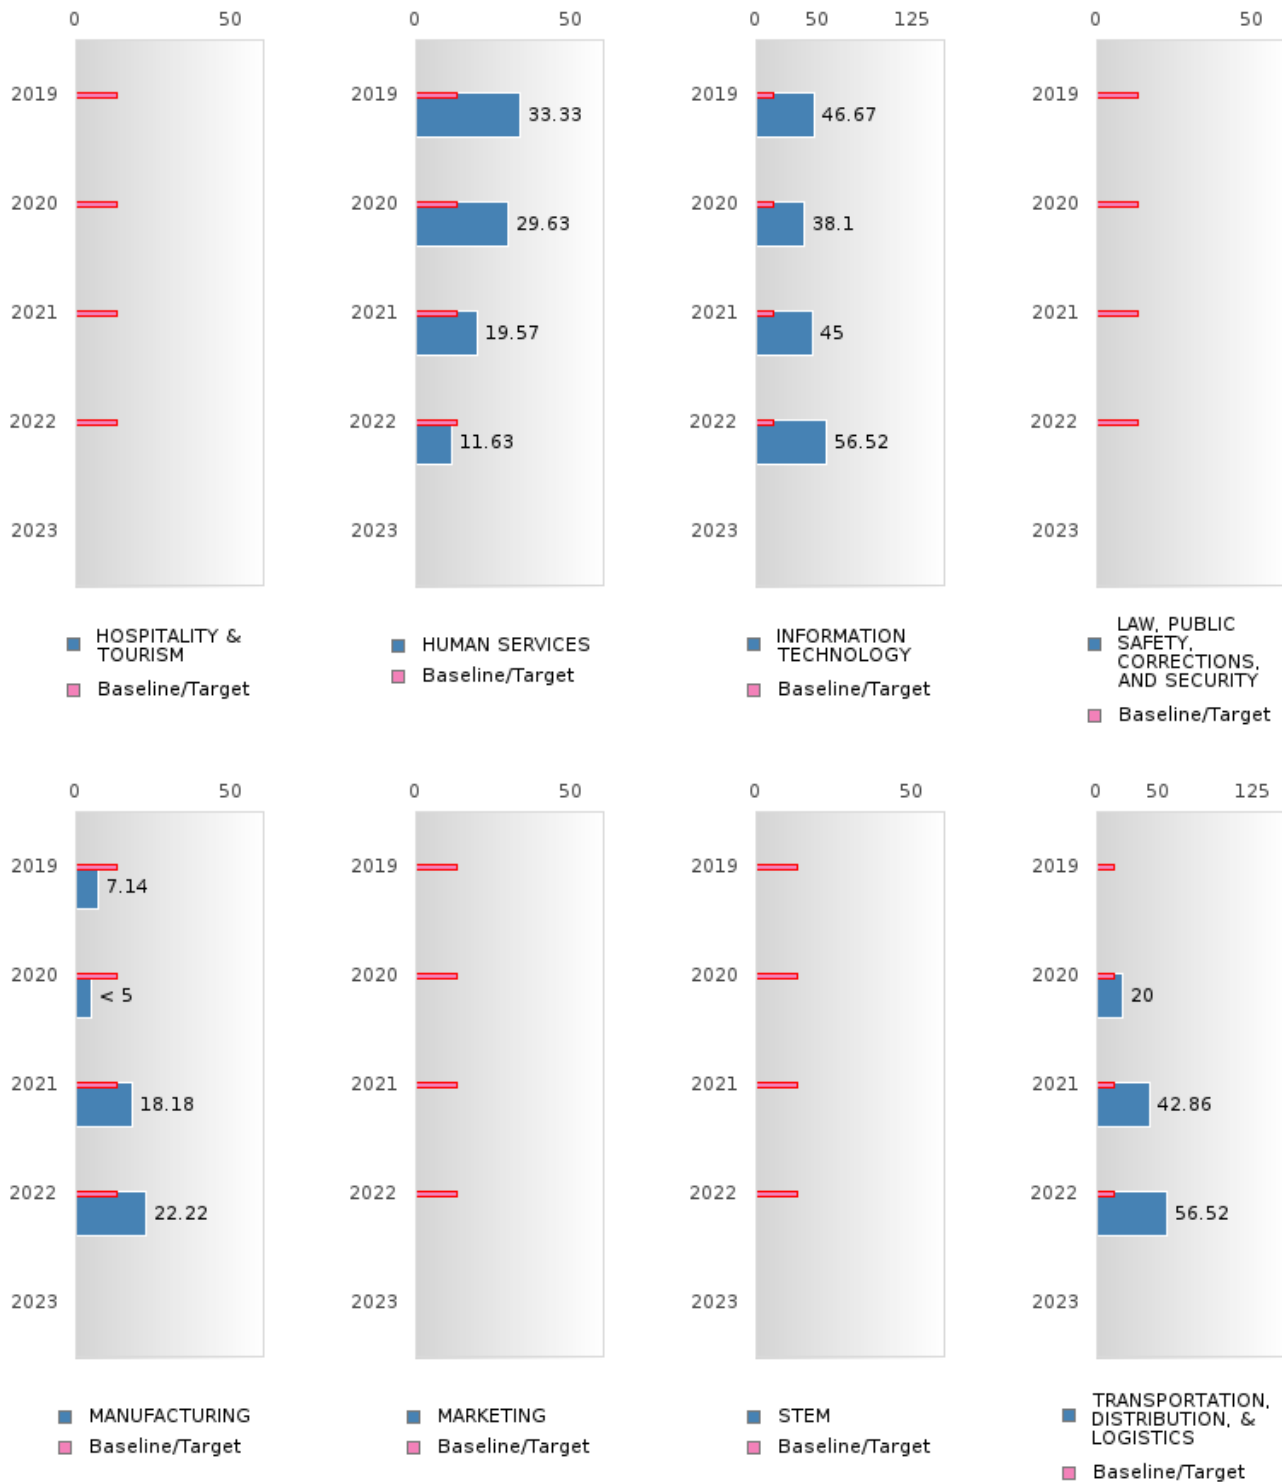 0 50
2019
2020
2021
2022
2023
HOSPITALITY &
TOURISM
Baseline/Target
0 50
2019
33.33
2020
29.63
2021
19.57
2022
11.63
2023
HUMAN SERVICES
Baseline/Target
0 50 125
2019
46.67
2020
38.1
2021
45
2022
56.52
2023
INFORMATION
TECHNOLOGY
Baseline/Target
0 50
2019
2020
2021
2022
2023
LAW, PUBLIC
SAFETY,
CORRECTIONS,
AND SECURITY
Baseline/Target
0 50
2019
7.14
2020
< 5
2021
18.18
2022
22.22
2023
MANUFACTURING
Baseline/Target
0 50
2019
2020
2021
2022
2023
MARKETING
Baseline/Target
0 50
2019
2020
2021
2022
2023
STEM
Baseline/Target
0 50 125
2019
2020
20
2021
42.86
2022
56.52
2023
TRANSPORTATION,
DISTRIBUTION, &
LOGISTICS
Baseline/Target